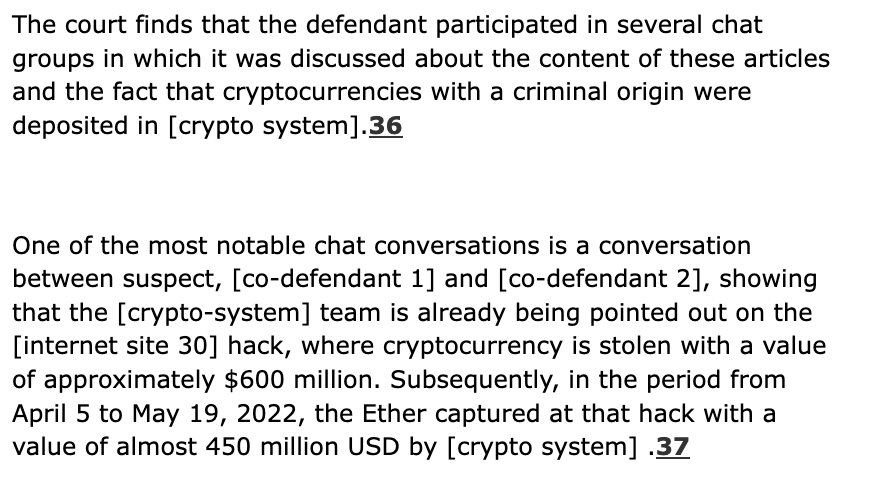 The court finds that the defendant participated in several chat
groups in which it was discussed about the content of these articles
and the fact that cryptocurrencies with a criminal origin were
deposited in [crypto system].36
One of the most notable chat conversations is a conversation
between suspect, [co-defendant 1] and [co-defendant 2], showing
that the [crypto-system] team is already being pointed out on the
[internet site 30] hack, where cryptocurrency is stolen with a value
of approximately $600 million. Subsequently, in the period from
April 5 to May 19, 2022, the Ether captured at that hack with a
value of almost 450 million USD by [crypto system] .37